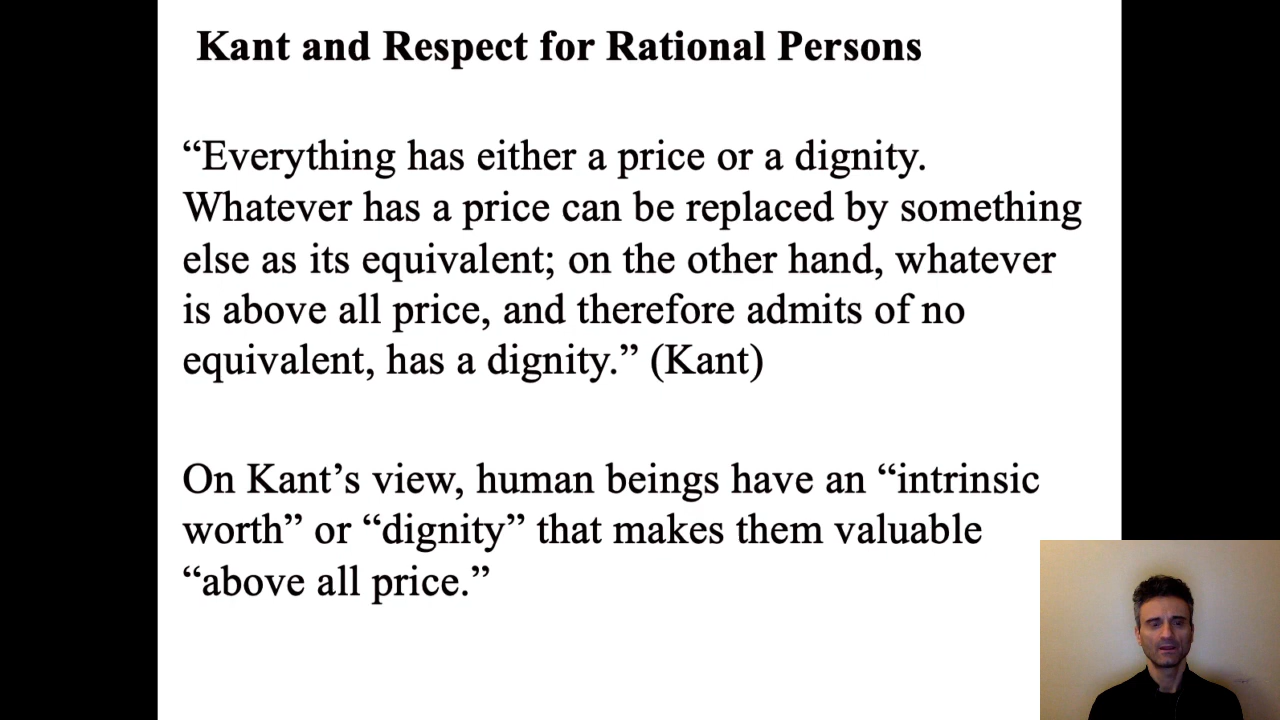 Kant and Respect for Rational Persons
“Everything has either a price or a dignity.
Whatever has a price can be replaced by something
else as its equivalent; on the other hand, whatever
is above all price, and therefore admits of no
equivalent, has a dignity.” (Kant)
On Kant’s view, human beings have an “intrinsic
worth” or “dignity” that makes them valuable
“above all price.”